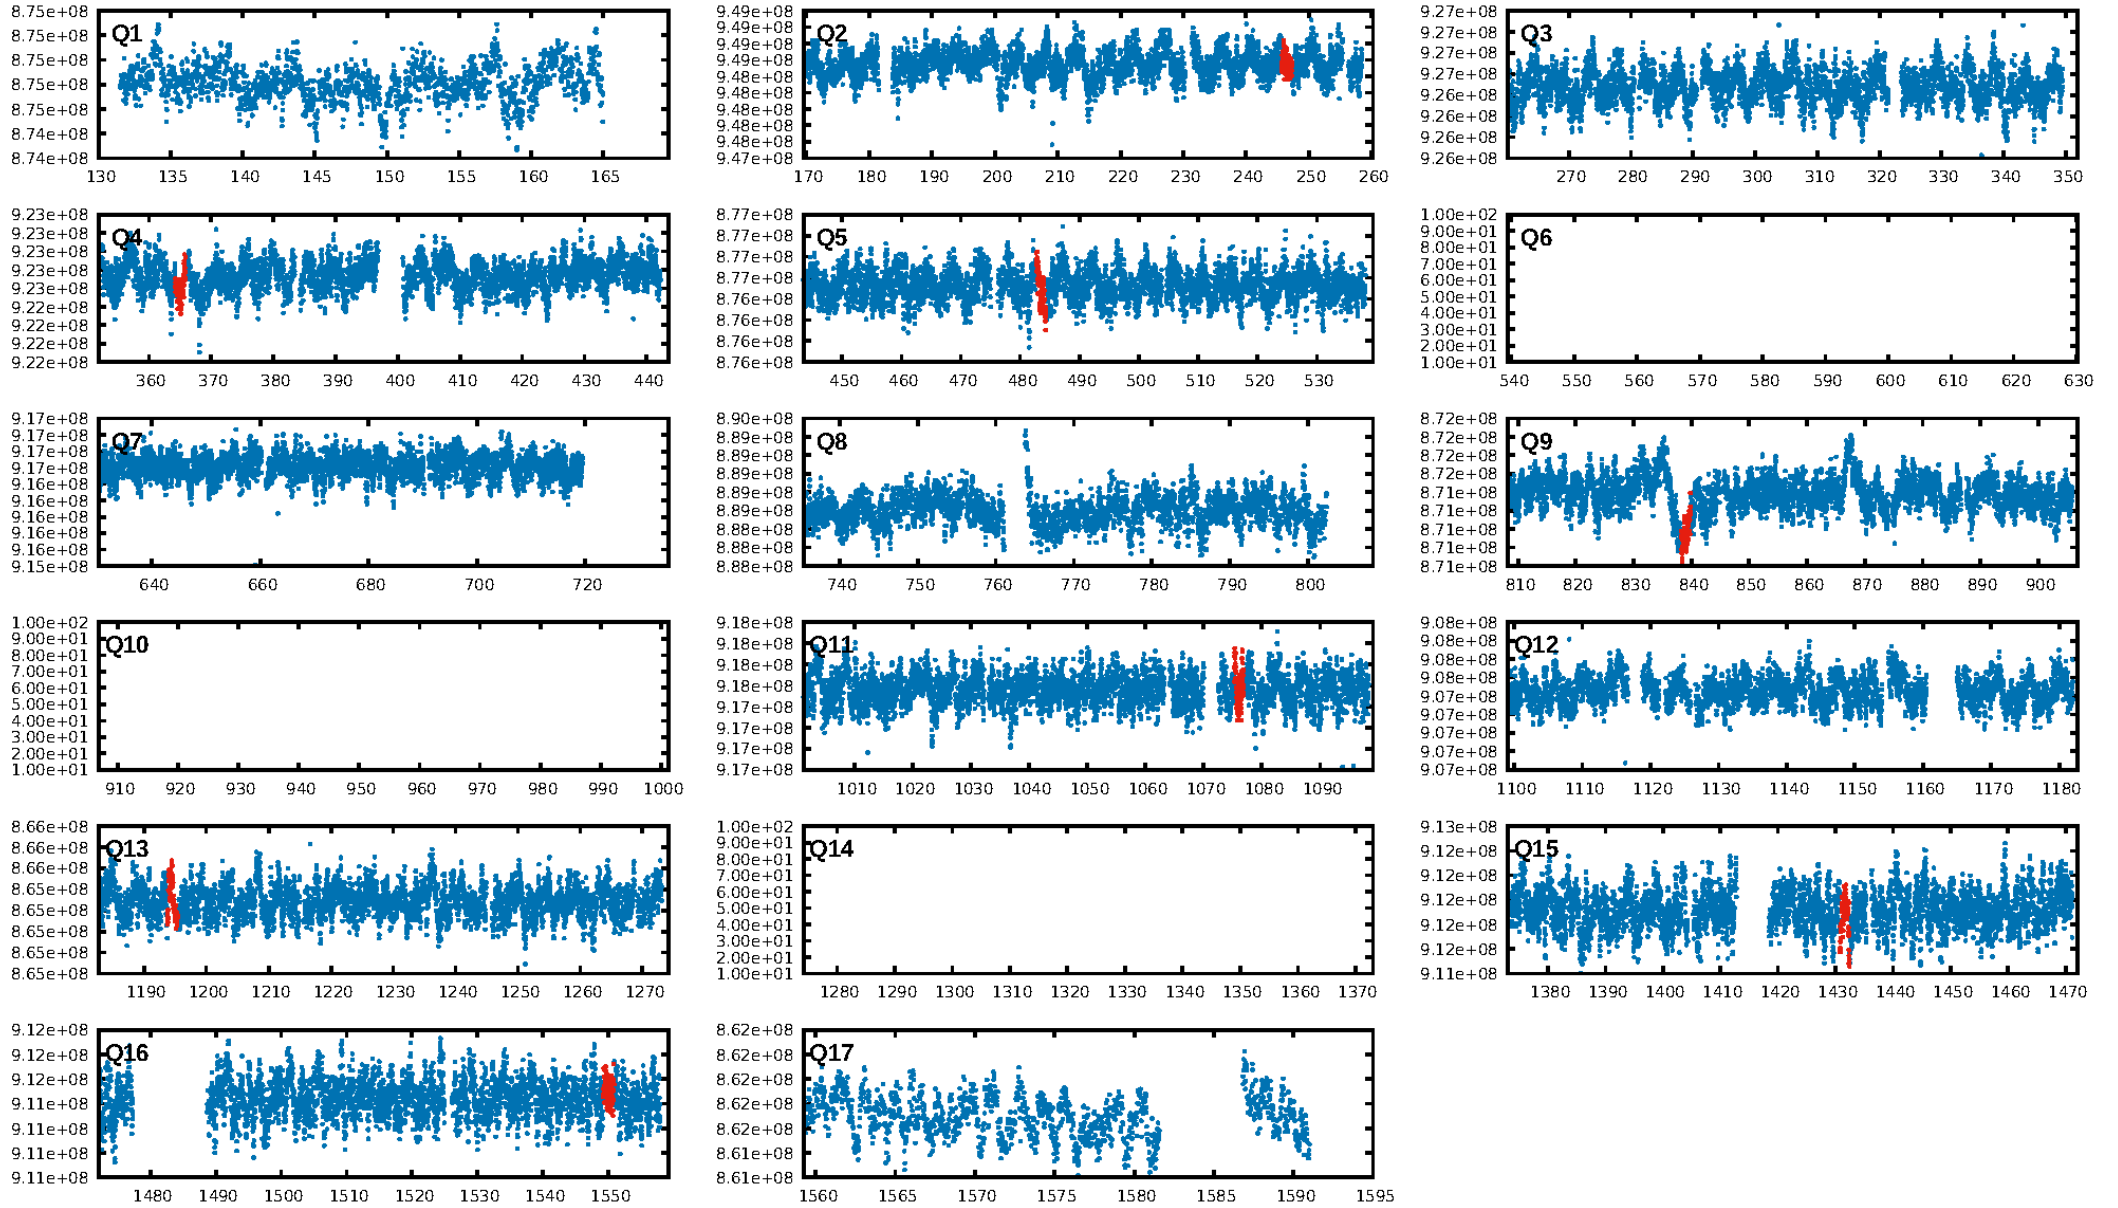 8.75e+08
8.75e+08
8.75e+08
8.75e+08
8.75e+08
8.74e+08
8.74e+08
Q1
130 135 140 145 150 155 160 165
9.49e+08
9.49e+08
9.49e+08
9.49e+08
9.48e+08
9.48e+08
9.48e+08
9.48e+08
9.48e+08
9.47e+08
Q2
170 180 190 200 210 220 230 240 250 260
9.27e+08
9.27e+08
9.27e+08
9.27e+08
9.26e+08
9.26e+08
9.26e+08
9.26e+08
Q3
270 280 290 300 310 320 330 340 350
9.23e+08
9.23e+08
9.23e+08
9.23e+08
9.23e+08
9.22e+08
9.22e+08
9.22e+08
9.22e+08
Q4
360 370 380 390 400 410 420 430 440
8.77e+08
8.77e+08
8.77e+08
8.77e+08
8.76e+08
8.76e+08
8.76e+08
8.76e+08
Q5
450 460 470 480 490 500 510 520 530
1.00e+02
9.00e+01
8.00e+01
7.00e+01
6.00e+01
5.00e+01
4.00e+01
3.00e+01
2.00e+01
1.00e+01
Q6
540 550 560 570 580 590 600 610 620 630
9.17e+08
9.17e+08
9.17e+08
9.17e+08
9.16e+08
9.16e+08
9.16e+08
9.16e+08
9.16e+08
9.15e+08
Q7
640 660 680 700 720
8.90e+08
8.89e+08
8.89e+08
8.89e+08
8.89e+08
8.89e+08
8.88e+08
8.88e+08
8.88e+08
Q8
740 750 760 770 780 790 800
8.72e+08
8.72e+08
8.72e+08
8.72e+08
8.71e+08
8.71e+08
8.71e+08
8.71e+08
8.71e+08
Q9
810 820 830 840 850 860 870 880 890 900
1.00e+02
9.00e+01
8.00e+01
7.00e+01
6.00e+01
5.00e+01
4.00e+01
3.00e+01
2.00e+01
1.00e+01
Q10
910 920 930 940 950 960 970 980 990 1000
9.18e+08
9.18e+08
9.18e+08
9.18e+08
9.17e+08
9.17e+08
9.17e+08
9.17e+08
Q11
1010 1020 1030 1040 1050 1060 1070 1080 1090
9.08e+08
9.08e+08
9.08e+08
9.08e+08
9.07e+08
9.07e+08
9.07e+08
9.07e+08
9.07e+08
Q12
1100 1110 1120 1130 1140 1150 1160 1170 1180
8.66e+08
8.66e+08
8.66e+08
8.65e+08
8.65e+08
8.65e+08
8.65e+08
8.65e+08
Q13
1190 1200 1210 1220 1230 1240 1250 1260 1270
1.00e+02
9.00e+01
8.00e+01
7.00e+01
6.00e+01
5.00e+01
4.00e+01
3.00e+01
2.00e+01
1.00e+01
Q14
1280 1290 1300 1310 1320 1330 1340 1350 1360 1370
9.13e+08
9.12e+08
9.12e+08
9.12e+08
9.12e+08
9.12e+08
9.11e+08
Q15
1380 1390 1400 1410 1420 1430 1440 1450 1460 1470
9.12e+08
9.12e+08
9.12e+08
9.11e+08
9.11e+08
9.11e+08
9.11e+08
Q16
1480 1490 1500 1510 1520 1530 1540 1550
8.62e+08
8.62e+08
8.62e+08
8.62e+08
8.62e+08
8.61e+08
8.61e+08
Q17
1560 1565 1570 1575 1580 1585 1590 1595